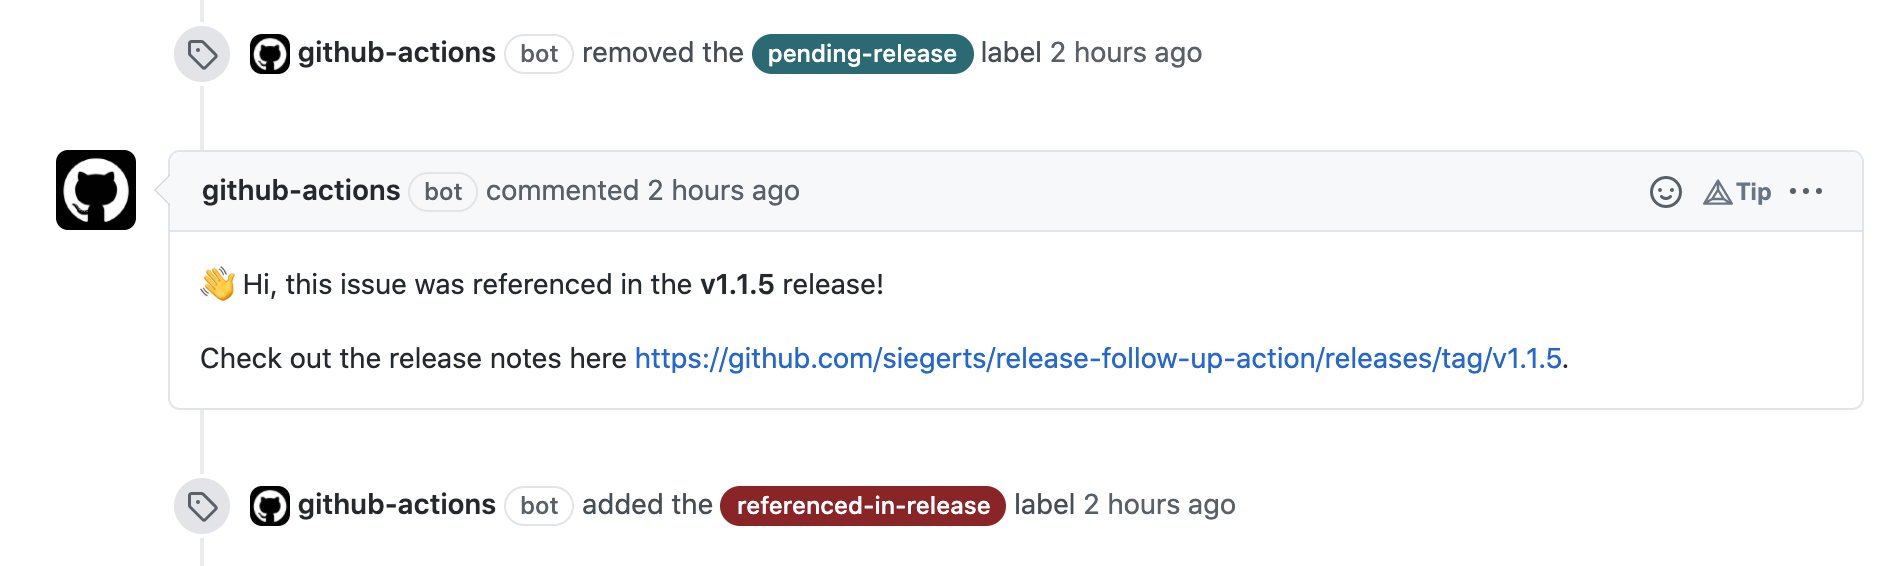 github-actions bot removed the pending-release label 2 hours ago
github-actions bot commented 2 hours ago Tip ...
👋 Hi, this issue was referenced in the v1.1.5 release!
Check out the release notes here https://github.com/siegerts/release-follow-up-action/releases/tag/v1.1.5.
github-actions bot added the referenced-in-release label 2 hours ago